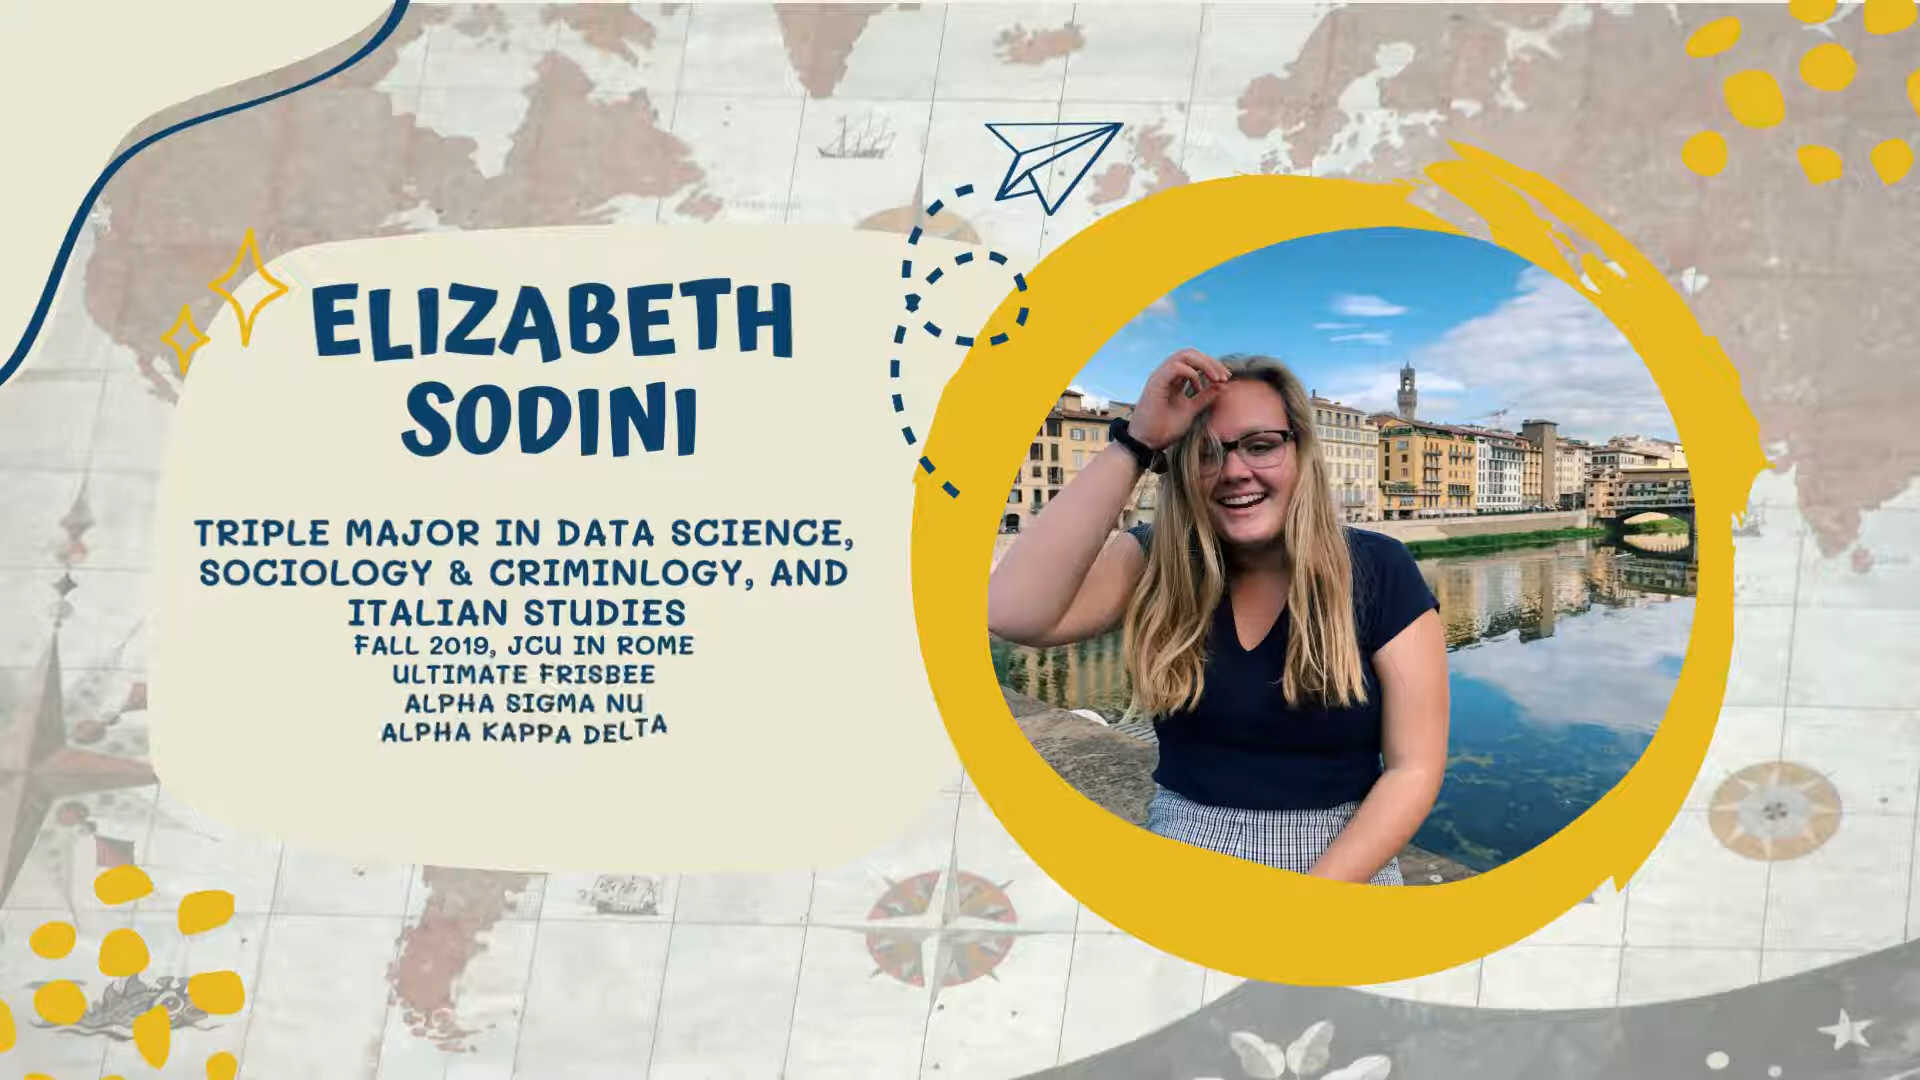 ELIZABETH
SODINI
TRIPLE MAJOR IN DATA SCIENCE,
SOCIOLOGY & CRIMINLOGY, AND
ITALIAN STUDIES
FALL 2019, JCU IN ROME
ULTIMATE FRISBEE
ALPHA SIGMA NU
ALPHA KAPPA DELTA